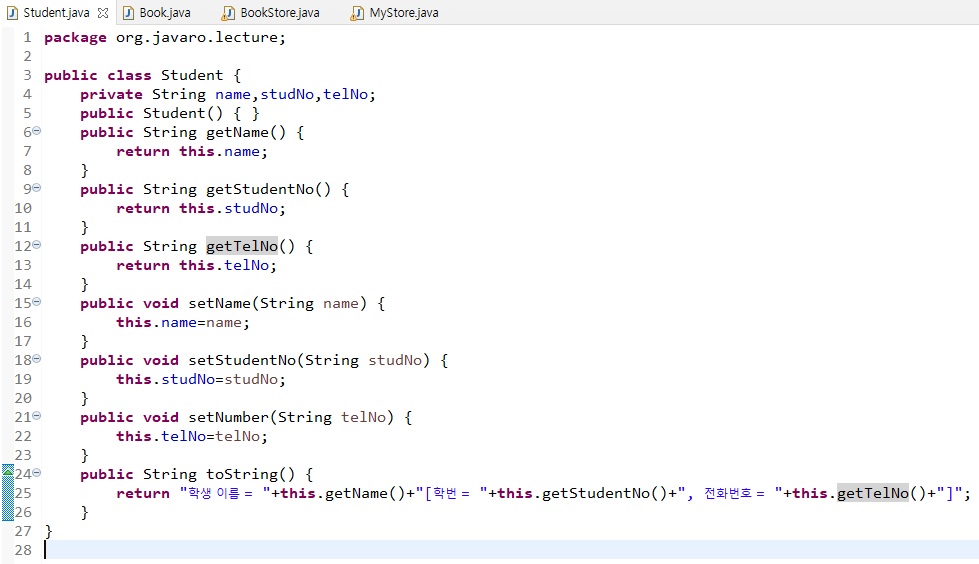 Student.java Book.java BookStore.java MyStore.java
1 package org.javaro.lecture;
2
3 public class Student {
4     private String name,studNo,telNo;
5     public Student() { }
6     public String getName() {
7         return this.name;
8     }
9     public String getStudentNo() {
10         return this.studNo;
11     }
12     public String getTelNo() {
13         return this.telNo;
14     }
15     public void setName(String name) {
16         this.name=name;
17     }
18     public void setStudentNo(String studNo) {
19         this.studNo=studNo;
20     }
21     public void setNumber(String telNo) {
22         this.telNo=telNo;
23     }
24     public String toString() {
25         return "학생 이름 = "+this.getName()+"[학번 = "+this.getStudentNo()+", 전화번호 = "+this.getTelNo()+"]";
26     }
27 }
28